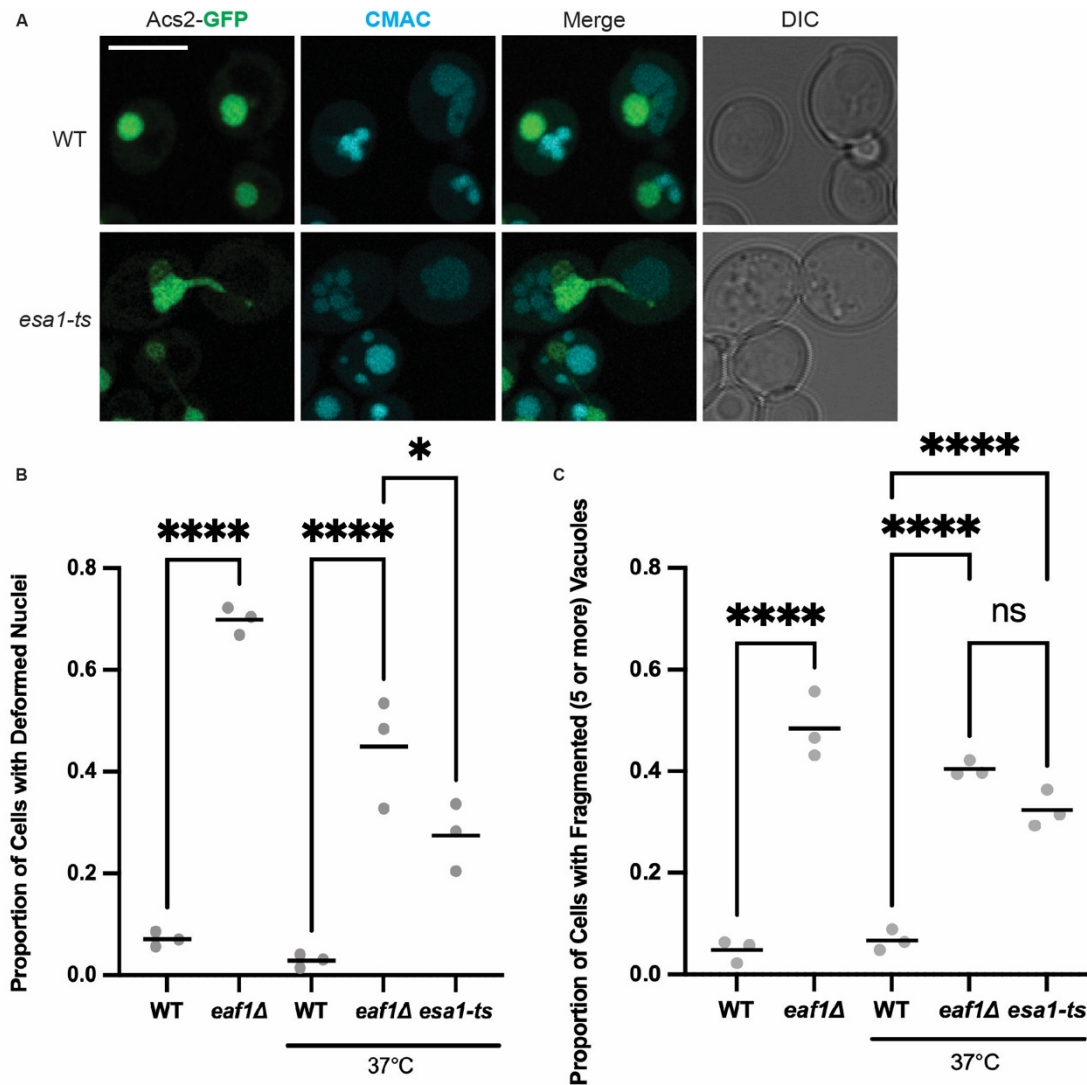 A
Acs2-GFP CMAC Merge DIC
WT
esa1-ts
B
Proportion of Cells with Deformed Nuclei
0.8
0.6
0.4
0.2
0.0
****
****
*
WT eaf1Δ WT eaf1Δ esa1-ts
37°C
C
Proportion of Cells with Fragmented (5 or more) Vacuoles
0.8
0.6
0.4
0.2
0.0
****
****
****
ns
WT eaf1Δ WT eaf1Δ esa1-ts
37°C